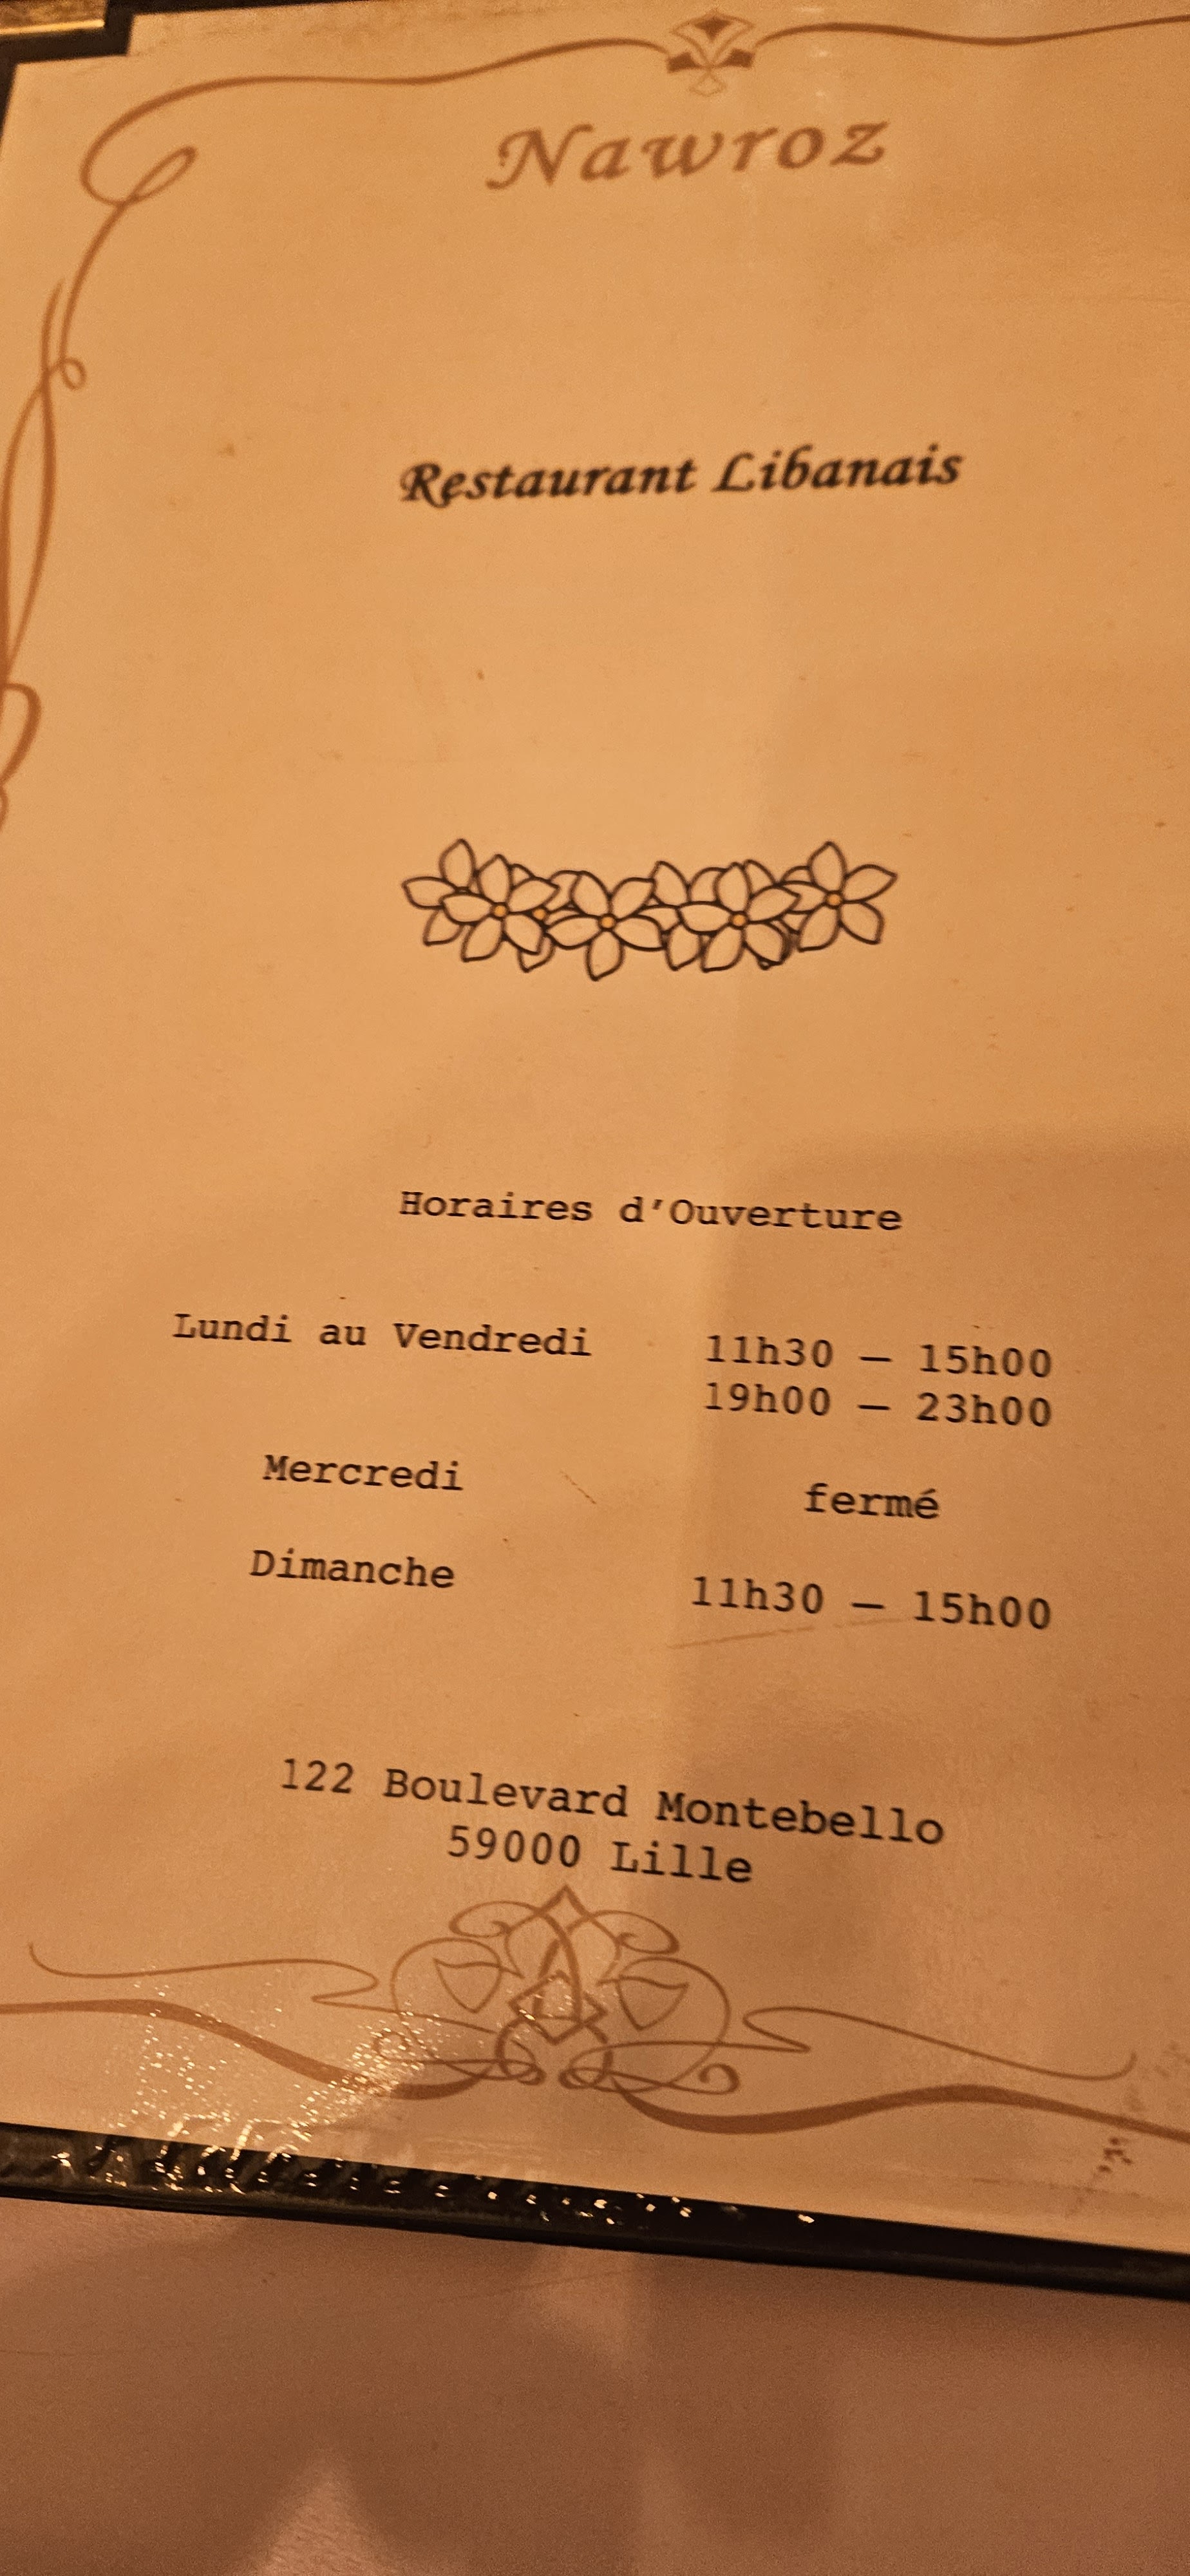 Nawroz
Restaurant Libanais
Horaires d'Ouverture
Lundi au Vendredi 11h30 – 15h00
19h00 – 23h00
Mercredi fermé
Dimanche 11h30 – 15h00
122 Boulevard Montebello
59000 Lille